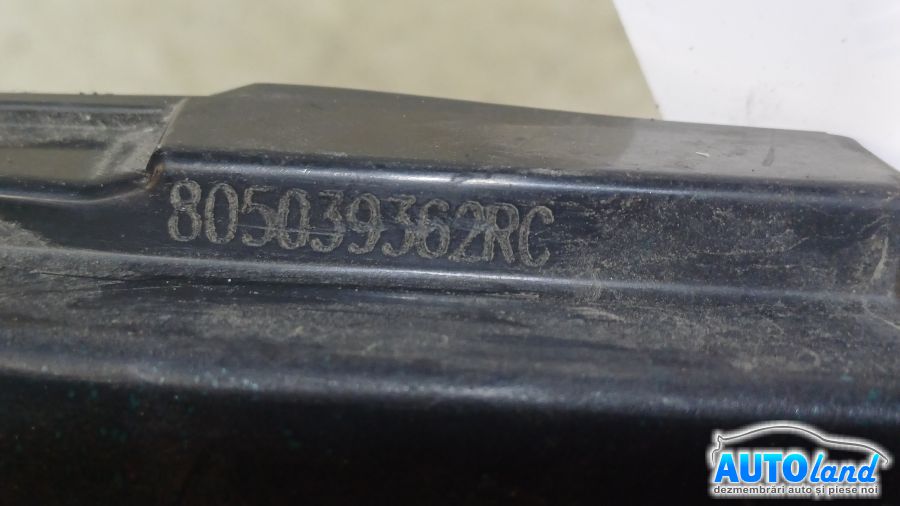 805039362RC
AUTOland
dezmembrări auto și piese noi